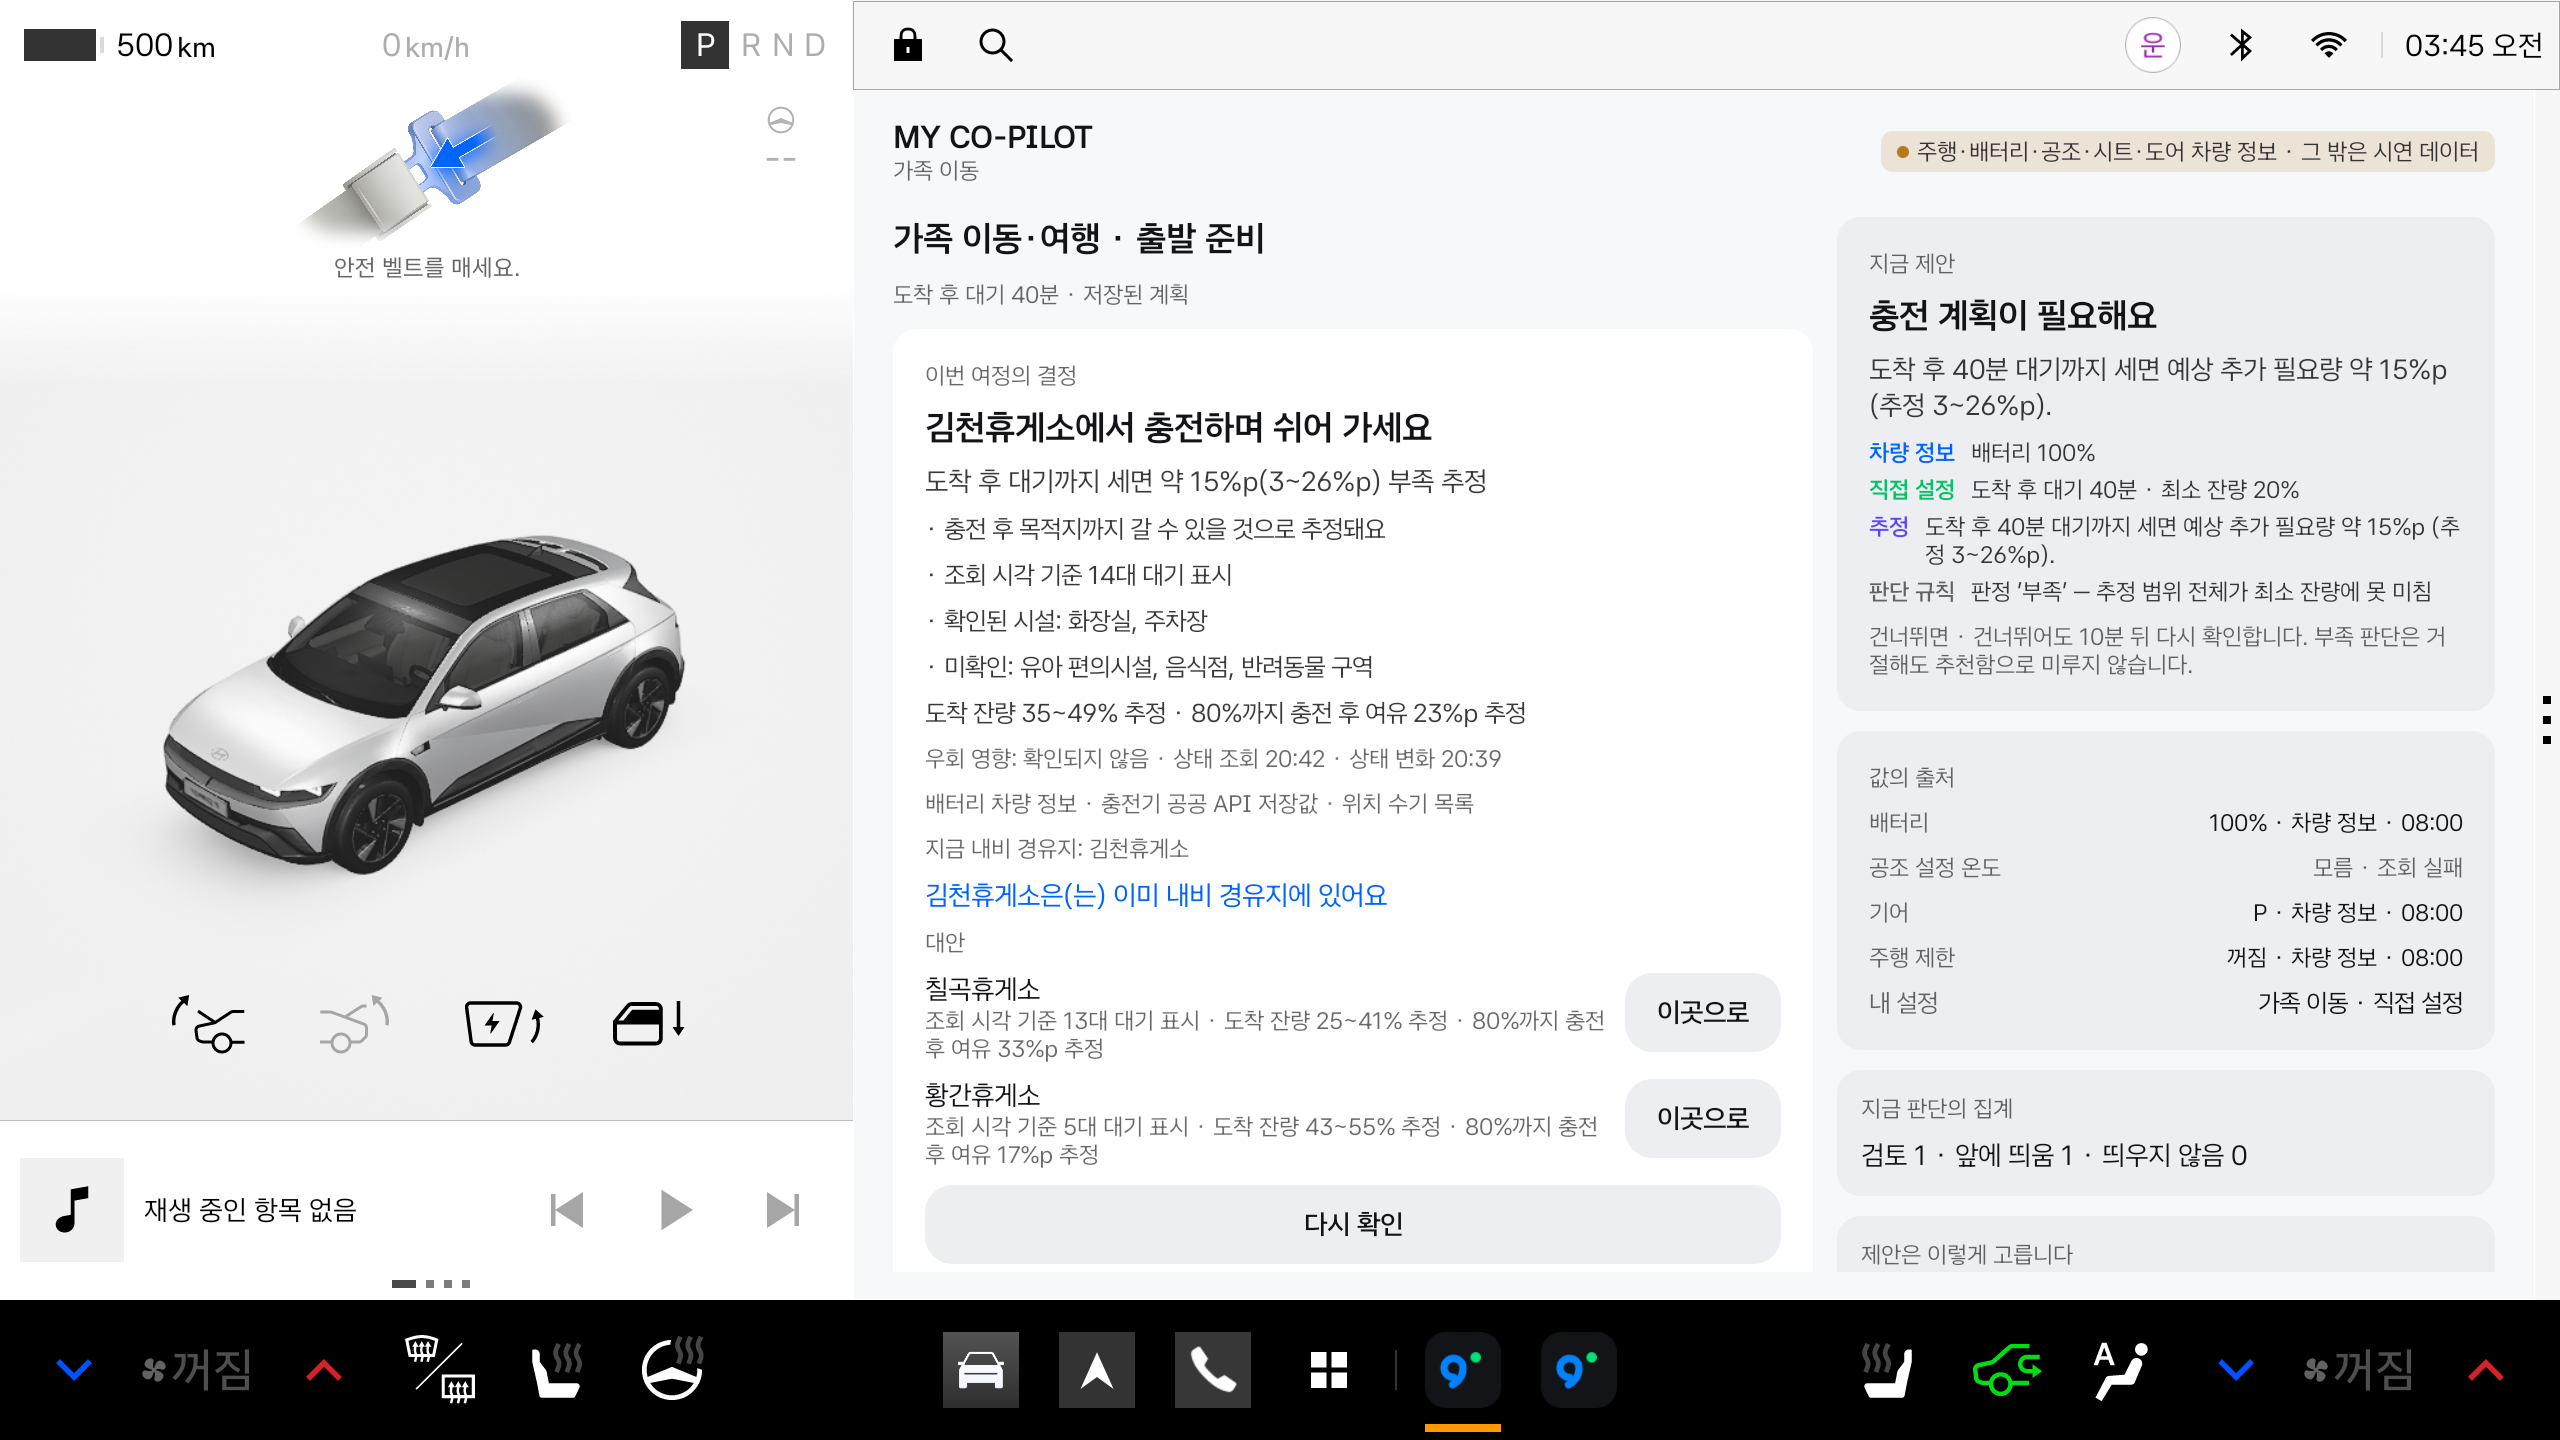 500 km
0 km/h
P R N D
안전 벨트를 매세요.
재생 중인 항목 없음
운
03:45 오전
MY CO-PILOT
가족 이동
주행·배터리·공조·시트·도어 차량 정보 · 그 밖은 시연 데이터
가족 이동·여행 · 출발 준비
도착 후 대기 40분 · 저장된 계획
이번 여정의 결정
김천휴게소에서 충전하며 쉬어 가세요
도착 후 대기까지 세면 약 15%p(3~26%p) 부족 추정
· 충전 후 목적지까지 갈 수 있을 것으로 추정돼요
· 조회 시각 기준 14대 대기 표시
· 확인된 시설: 화장실, 주차장
· 미확인: 유아 편의시설, 음식점, 반려동물 구역
도착 잔량 35~49% 추정 · 80%까지 충전 후 여유 23%p 추정
우회 영향: 확인되지 않음 · 상태 조회 20:42 · 상태 변화 20:39
배터리 차량 정보 · 충전기 공공 API 저장값 · 위치 수기 목록
지금 내비 경유지: 김천휴게소
김천휴게소은(는) 이미 내비 경유지에 있어요
대안
칠곡휴게소
조회 시각 기준 13대 대기 표시 · 도착 잔량 25~41% 추정 · 80%까지 충전
후 여유 33%p 추정
이곳으로
황간휴게소
조회 시각 기준 5대 대기 표시 · 도착 잔량 43~55% 추정 · 80%까지 충전
후 여유 17%p 추정
이곳으로
다시 확인
지금 제안
충전 계획이 필요해요
도착 후 40분 대기까지 세면 예상 추가 필요량 약 15%p
(추정 3~26%p).
차량 정보 배터리 100%
직접 설정 도착 후 대기 40분 · 최소 잔량 20%
추정 도착 후 40분 대기까지 세면 예상 추가 필요량 약 15%p (추
정 3~26%p).
판단 규칙 판정 '부족' — 추정 범위 전체가 최소 잔량에 못 미침
건너뛰면 · 건너뛰어도 10분 뒤 다시 확인합니다. 부족 판단은 거
절해도 추천함으로 미루지 않습니다.
값의 출처
배터리 100% · 차량 정보 · 08:00
공조 설정 온도 모름 · 조회 실패
기어 P · 차량 정보 · 08:00
주행 제한 꺼짐 · 차량 정보 · 08:00
내 설정 가족 이동 · 직접 설정
지금 판단의 집계
검토 1 · 앞에 띄움 1 · 띄우지 않음 0
제안은 이렇게 고릅니다
꺼짐
A
꺼짐